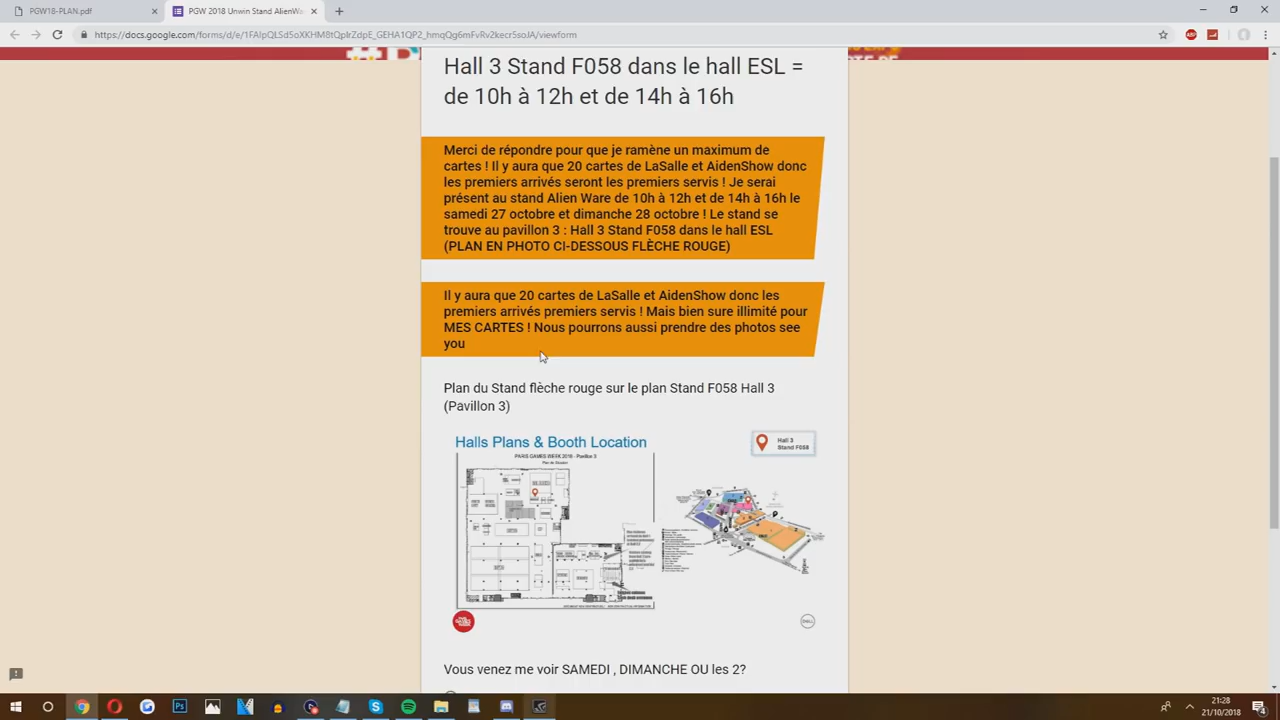 PGW18-PLAN.pdf
PGW 2018 Unwin Stand AlienWa
https://docs.google.com/forms/d/e/1FAIpQLSd5oXKHM8tQplrZdpE_GEHA1QP2_hmqQg6mFvRv2kecr5soJA/viewform
Hall 3 Stand F058 dans le hall ESL =
de 10h à 12h et de 14h à 16h
Merci de répondre pour que je ramène un maximum de
cartes ! Il y aura que 20 cartes de LaSalle et AidenShow donc
les premiers arrivés seront les premiers servis ! Je serai
présent au stand Alien Ware de 10h à 12h et de 14h à 16h le
samedi 27 octobre et dimanche 28 octobre ! Le stand se
trouve au pavillon 3 : Hall 3 Stand F058 dans le hall ESL
(PLAN EN PHOTO CI-DESSOUS FLÈCHE ROUGE)
Il y aura que 20 cartes de LaSalle et AidenShow donc les
premiers arrivés premiers servis ! Mais bien sure illimité pour
MES CARTES ! Nous pourrons aussi prendre des photos see
you
Plan du Stand flèche rouge sur le plan Stand F058 Hall 3
(Pavillon 3)
Halls Plans & Booth Location
Hall 3
Stand F058
PARIS GAMES WEEK 2018 - Pavillon 3
DELL
Vous venez me voir SAMEDI , DIMANCHE OU les 2?
21:28
21/10/2018